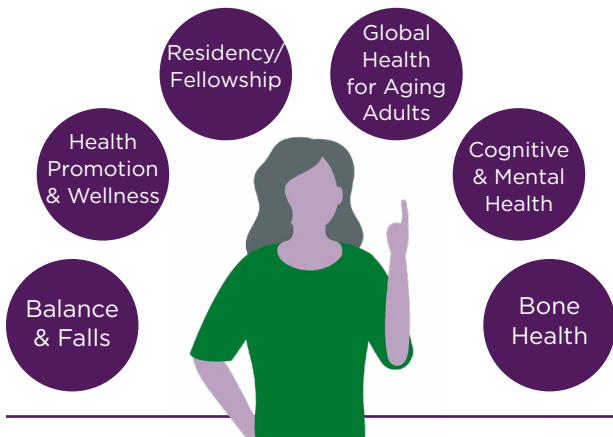 Residency/
Fellowship
Global
Health
for Aging
Adults
Health
Promotion
& Wellness
Cognitive
& Mental
Health
Balance
& Falls
Bone
Health